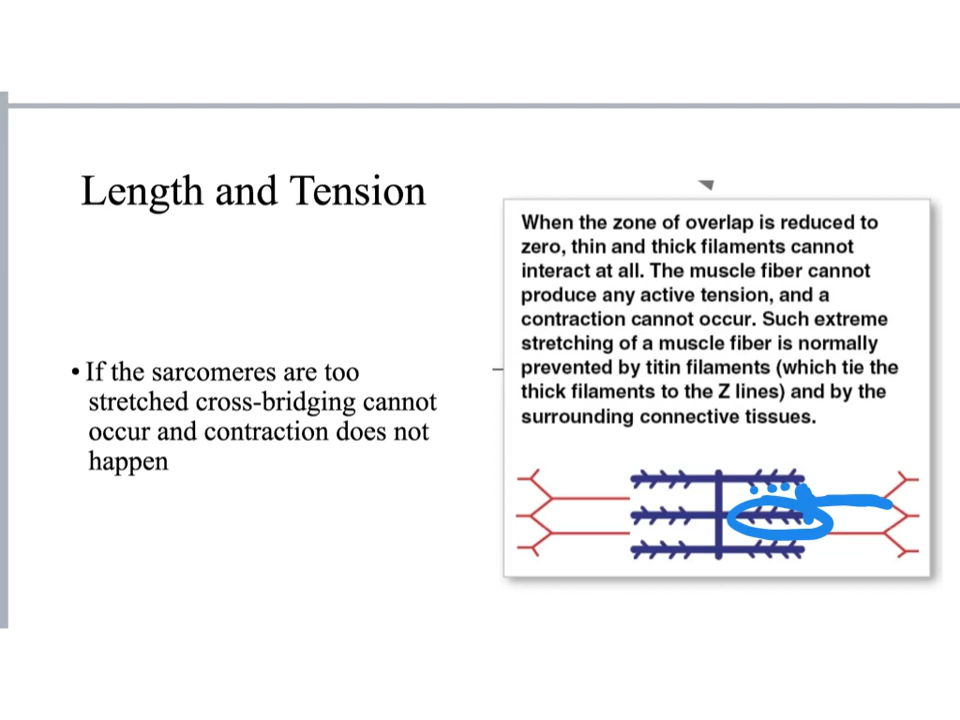 Length and Tension
• If the sarcomeres are too
stretched cross-bridging cannot
occur and contraction does not
happen
When the zone of overlap is reduced to
zero, thin and thick filaments cannot
interact at all. The muscle fiber cannot
produce any active tension, and a
contraction cannot occur. Such extreme
stretching of a muscle fiber is normally
prevented by titin filaments (which tie the
thick filaments to the Z lines) and by the
surrounding connective tissues.